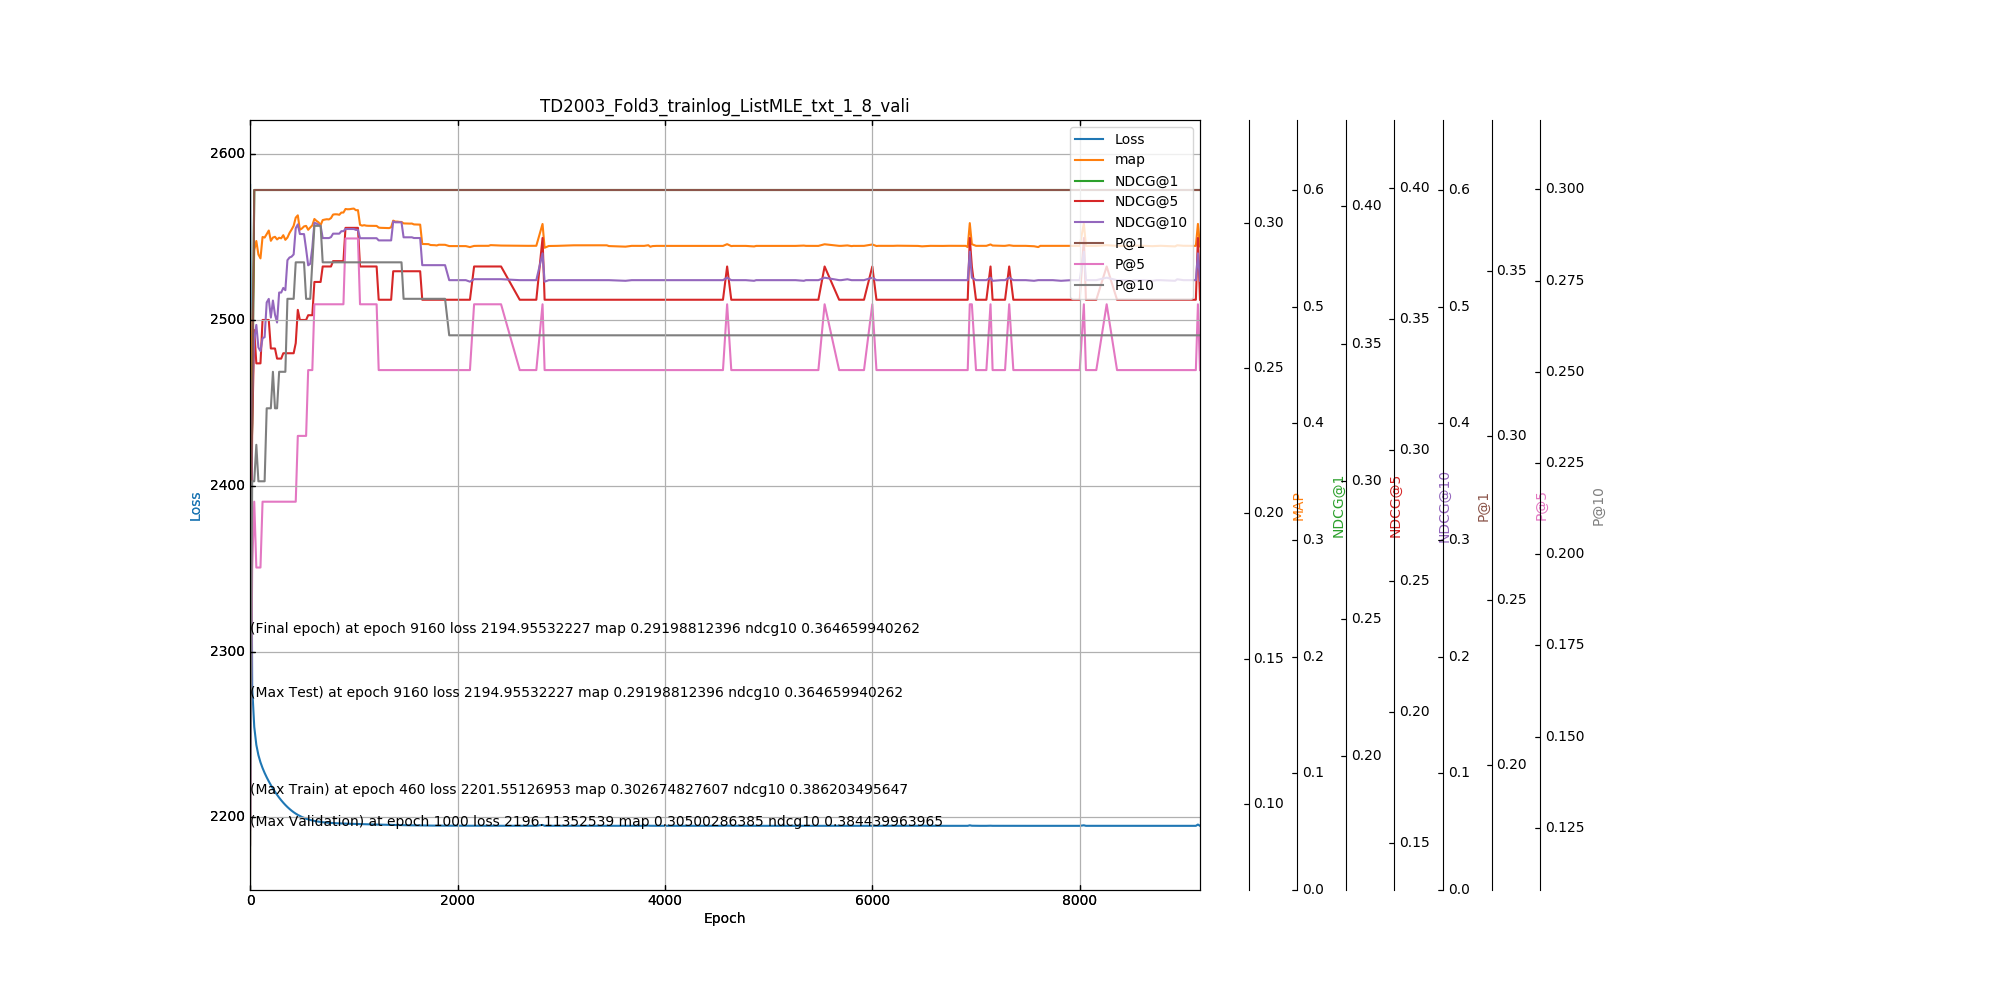 TD2003_Fold3_trainlog_ListMLE_txt_1_8_vali
Loss
map
NDCG@1
NDCG@5
NDCG@10
P@1
P@5
P@10
2600
2500
2400
2300
2200
Loss
(Final epoch) at epoch 9160 loss 2194.95532227 map 0.29198812396 ndcg10 0.364659940262
(Max Test) at epoch 9160 loss 2194.95532227 map 0.29198812396 ndcg10 0.364659940262
(Max Train) at epoch 460 loss 2201.55126953 map 0.302674827607 ndcg10 0.386203495647
(Max Validation) at epoch 1000 loss 2196.11352539 map 0.30500286385 ndcg10 0.384439963965
0 2000 4000 6000 8000
Epoch
0.30
0.25
0.20
0.15
0.10
MAP
0.6
0.5
0.4
0.3
0.2
0.1
0.0
NDCG@1
0.40
0.35
0.30
0.25
0.20
NDCG@5
0.40
0.35
0.30
0.25
0.20
0.15
NDCG@10
0.6
0.5
0.4
0.3
0.2
0.1
0.0
P@1
0.35
0.30
0.25
0.20
P@5
0.300
0.275
0.250
0.225
0.200
0.175
0.150
0.125
P@10